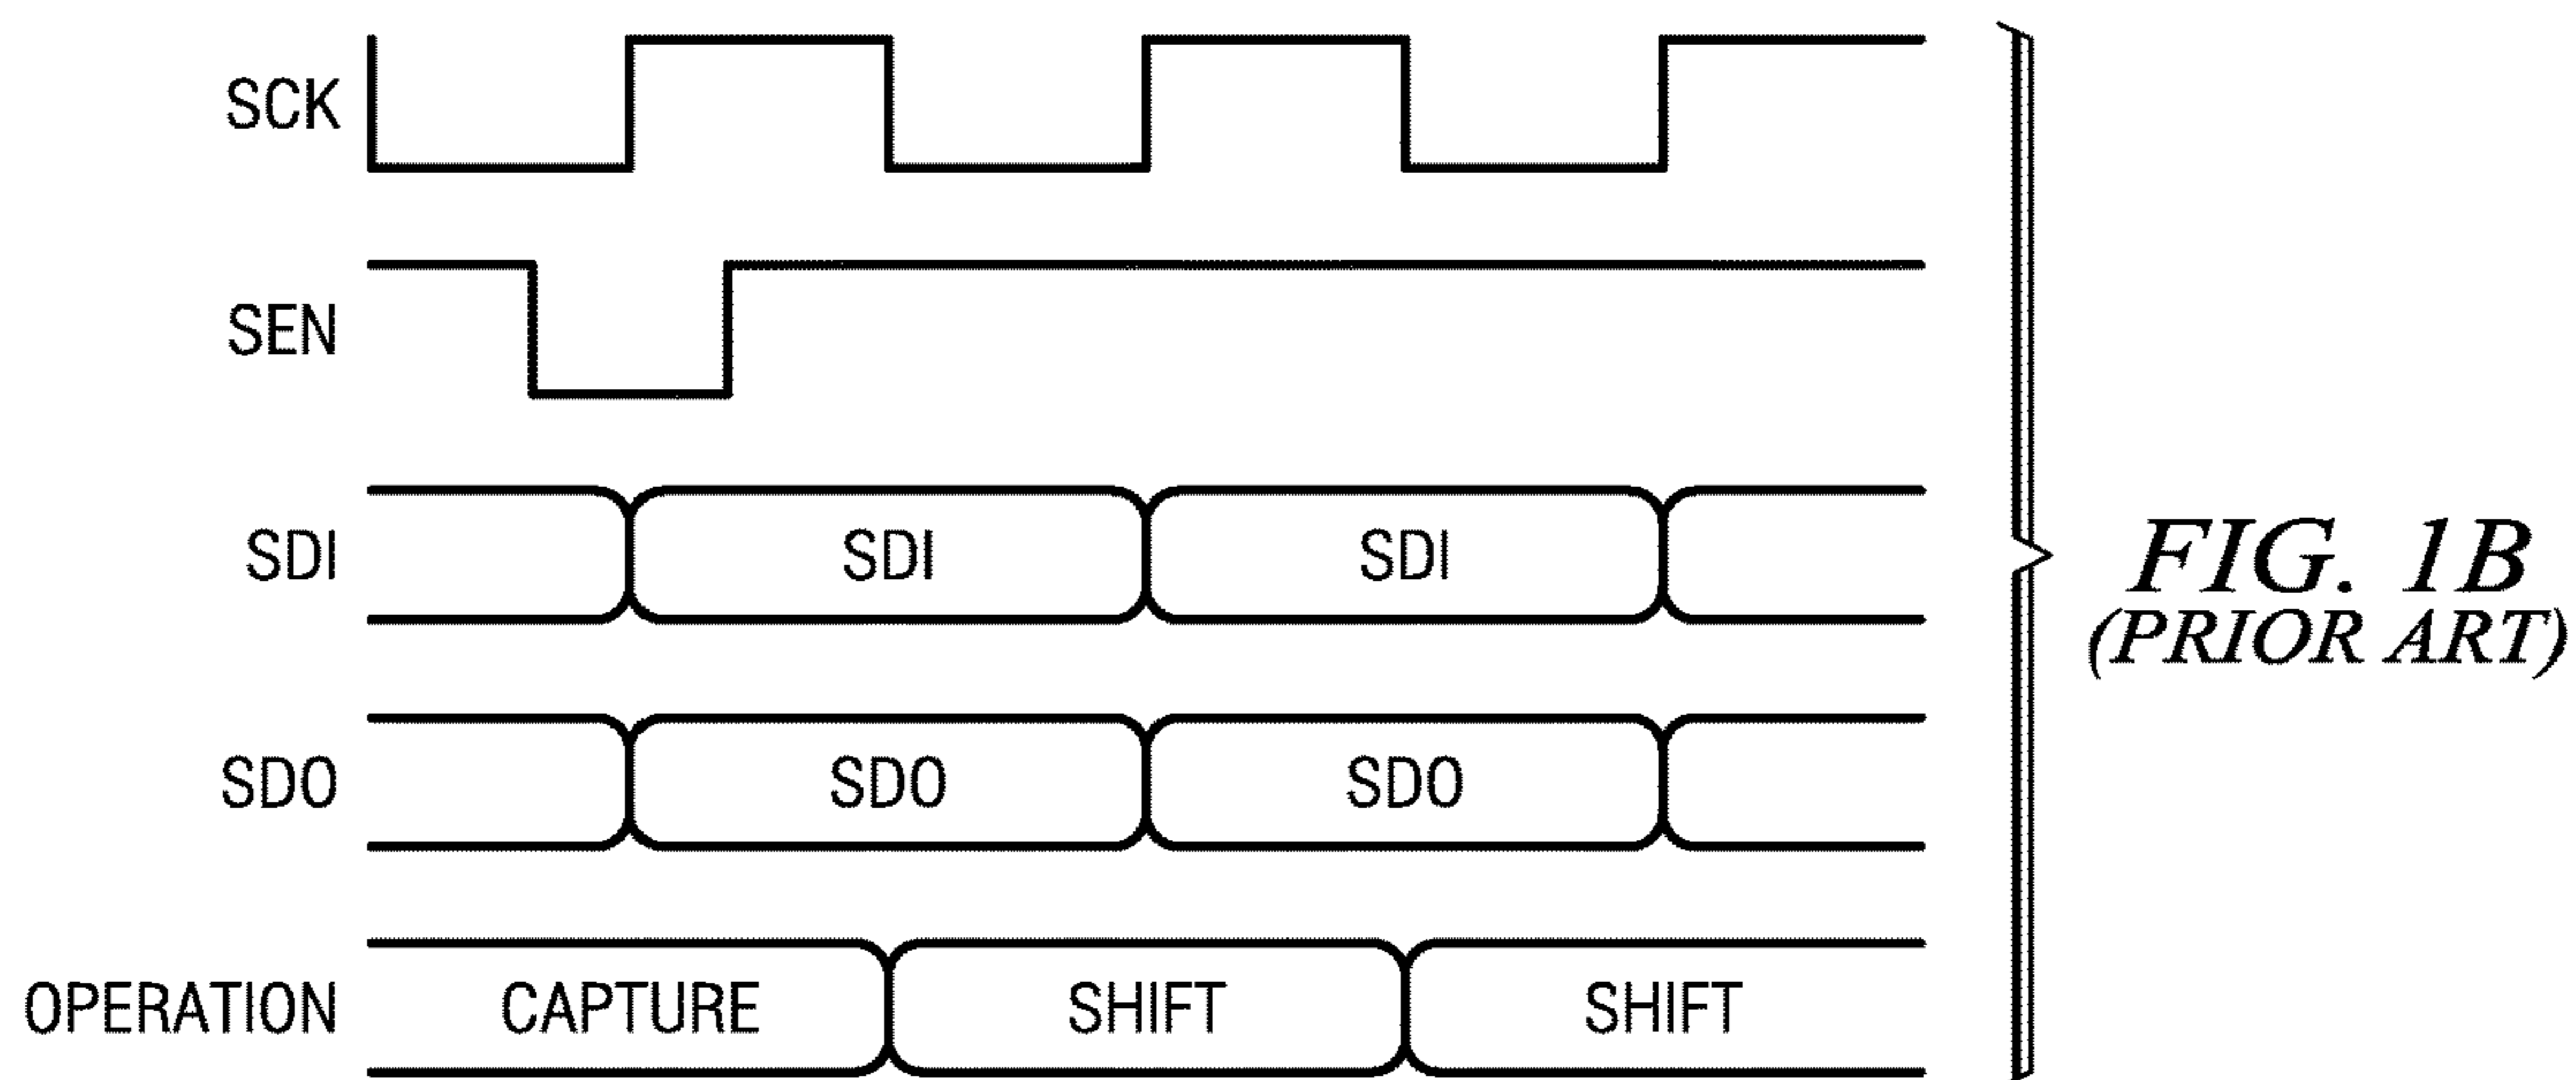 SCK
SEN
SDI SDI SDI
SDO SDO SDO
OPERATION CAPTURE SHIFT SHIFT
FIG. 1B
(PRIOR ART)